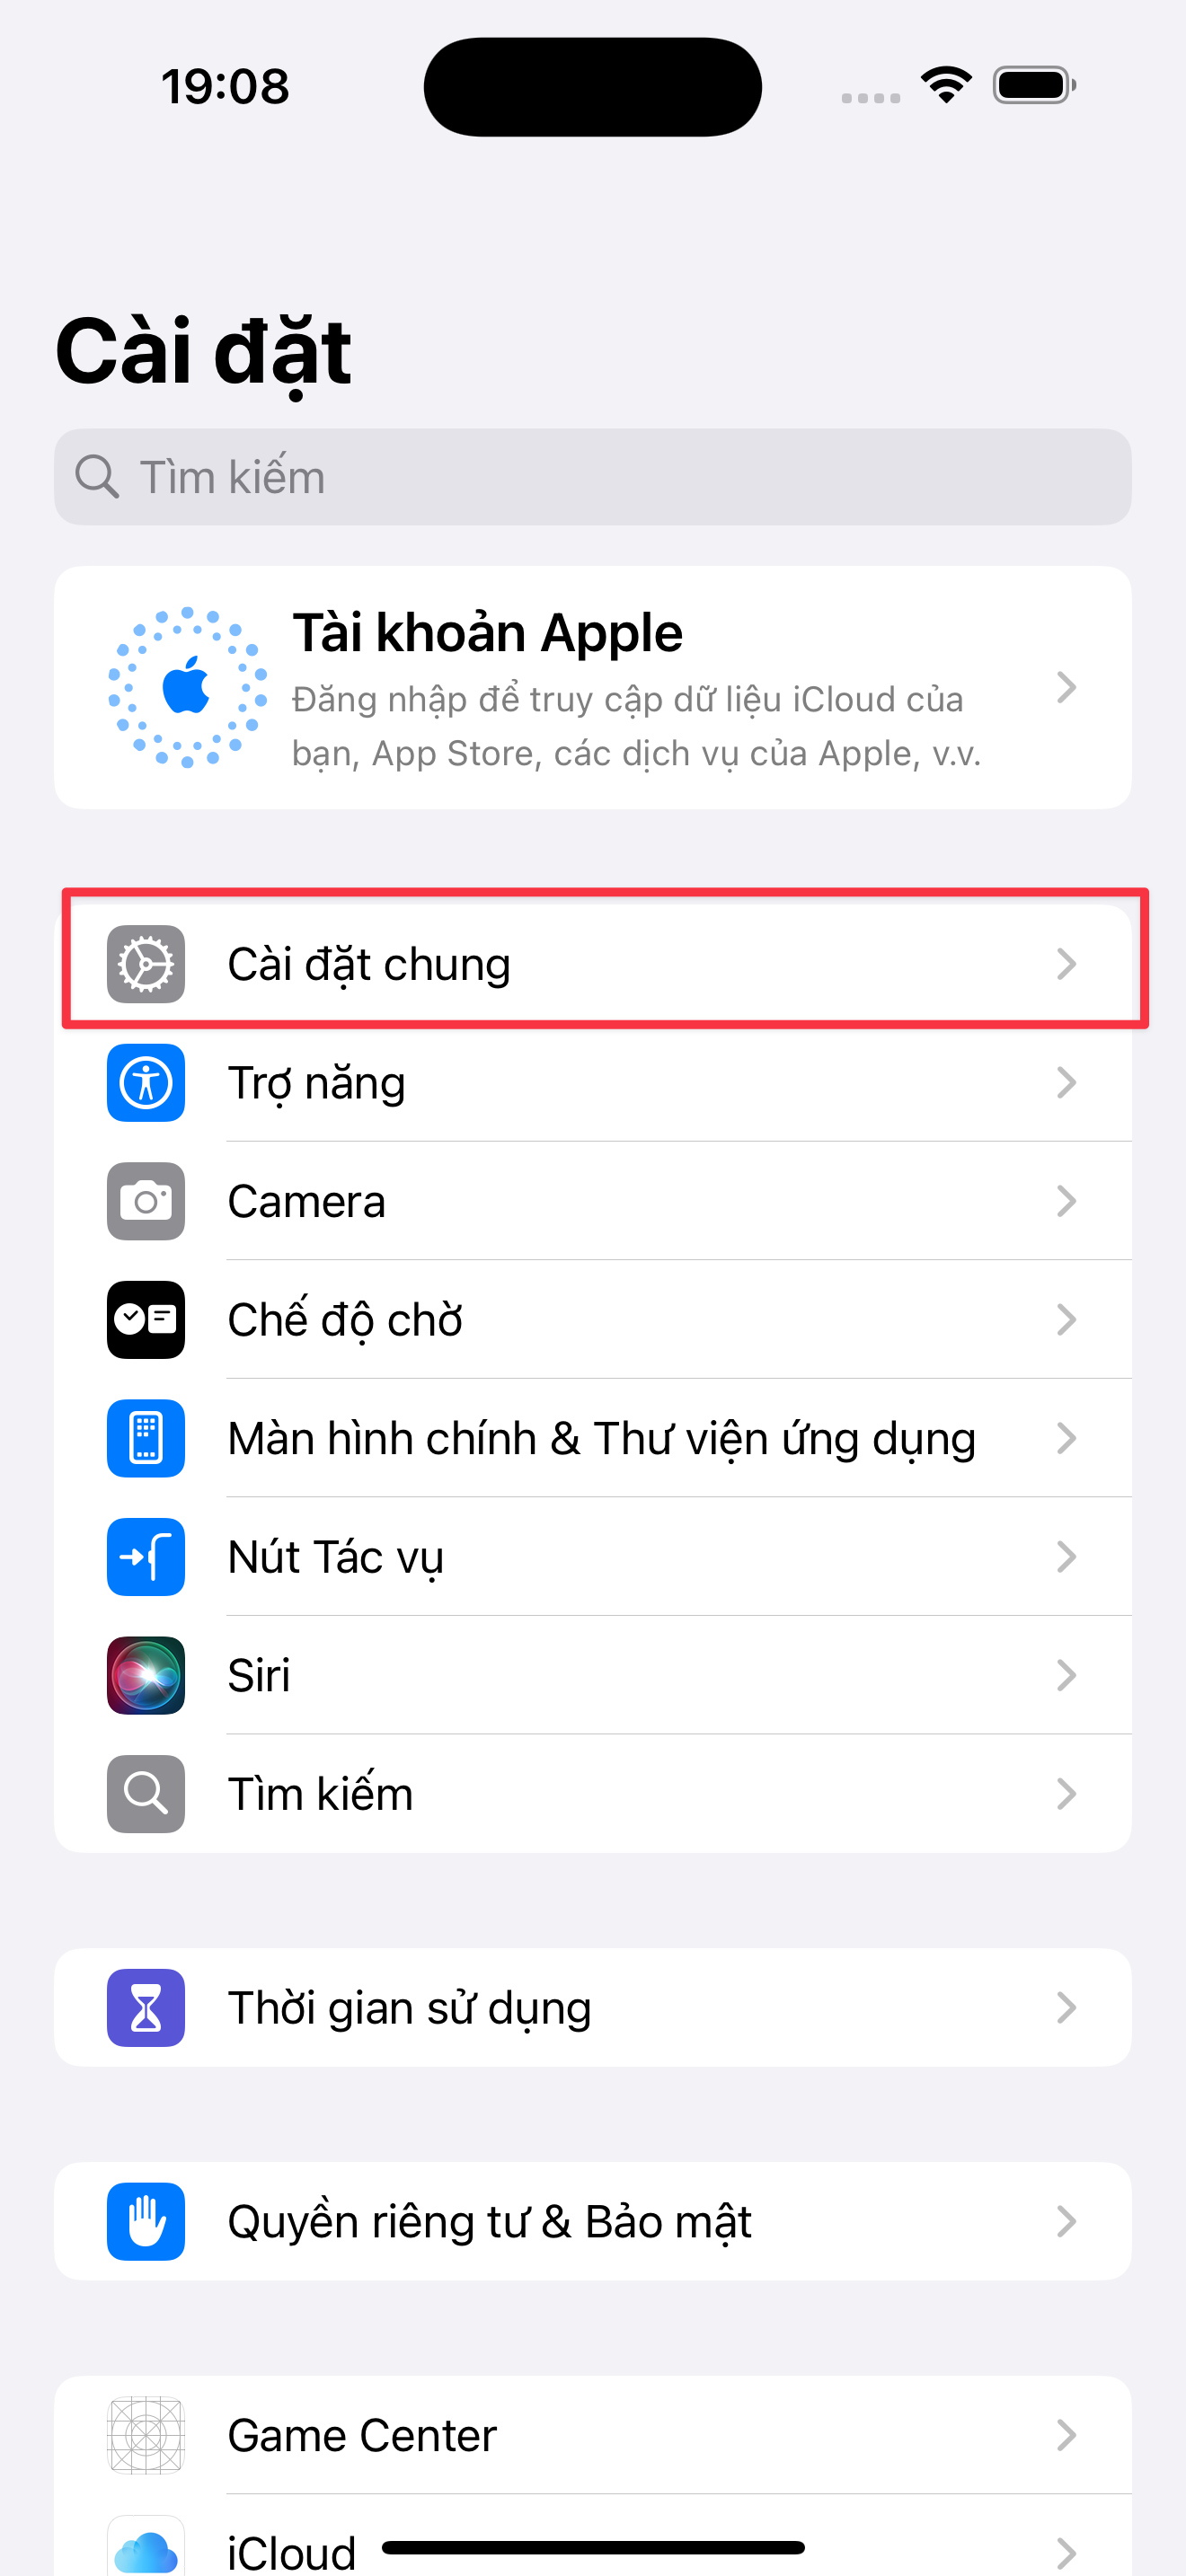 19:08
Cài đặt
Tìm kiếm
Tài khoản Apple
Đăng nhập để truy cập dữ liệu iCloud của
bạn, App Store, các dịch vụ của Apple, v.v.
Cài đặt chung
Trợ năng
Camera
Chế độ chờ
Màn hình chính & Thư viện ứng dụng
Nút Tác vụ
Siri
Tìm kiếm
Thời gian sử dụng
Quyền riêng tư & Bảo mật
Game Center
iCloud